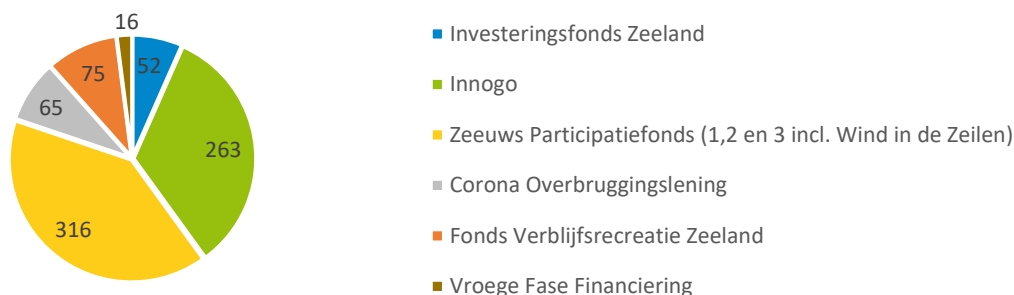 16
52
75
65
263
316
Investeringsfonds Zeeland
Innogo
Zeeuws Participatiefonds (1,2 en 3 incl. Wind in de Zeilen)
Corona Overbruggingslening
Fonds Verblijfsrecreatie Zeeland
Vroege Fase Financiering